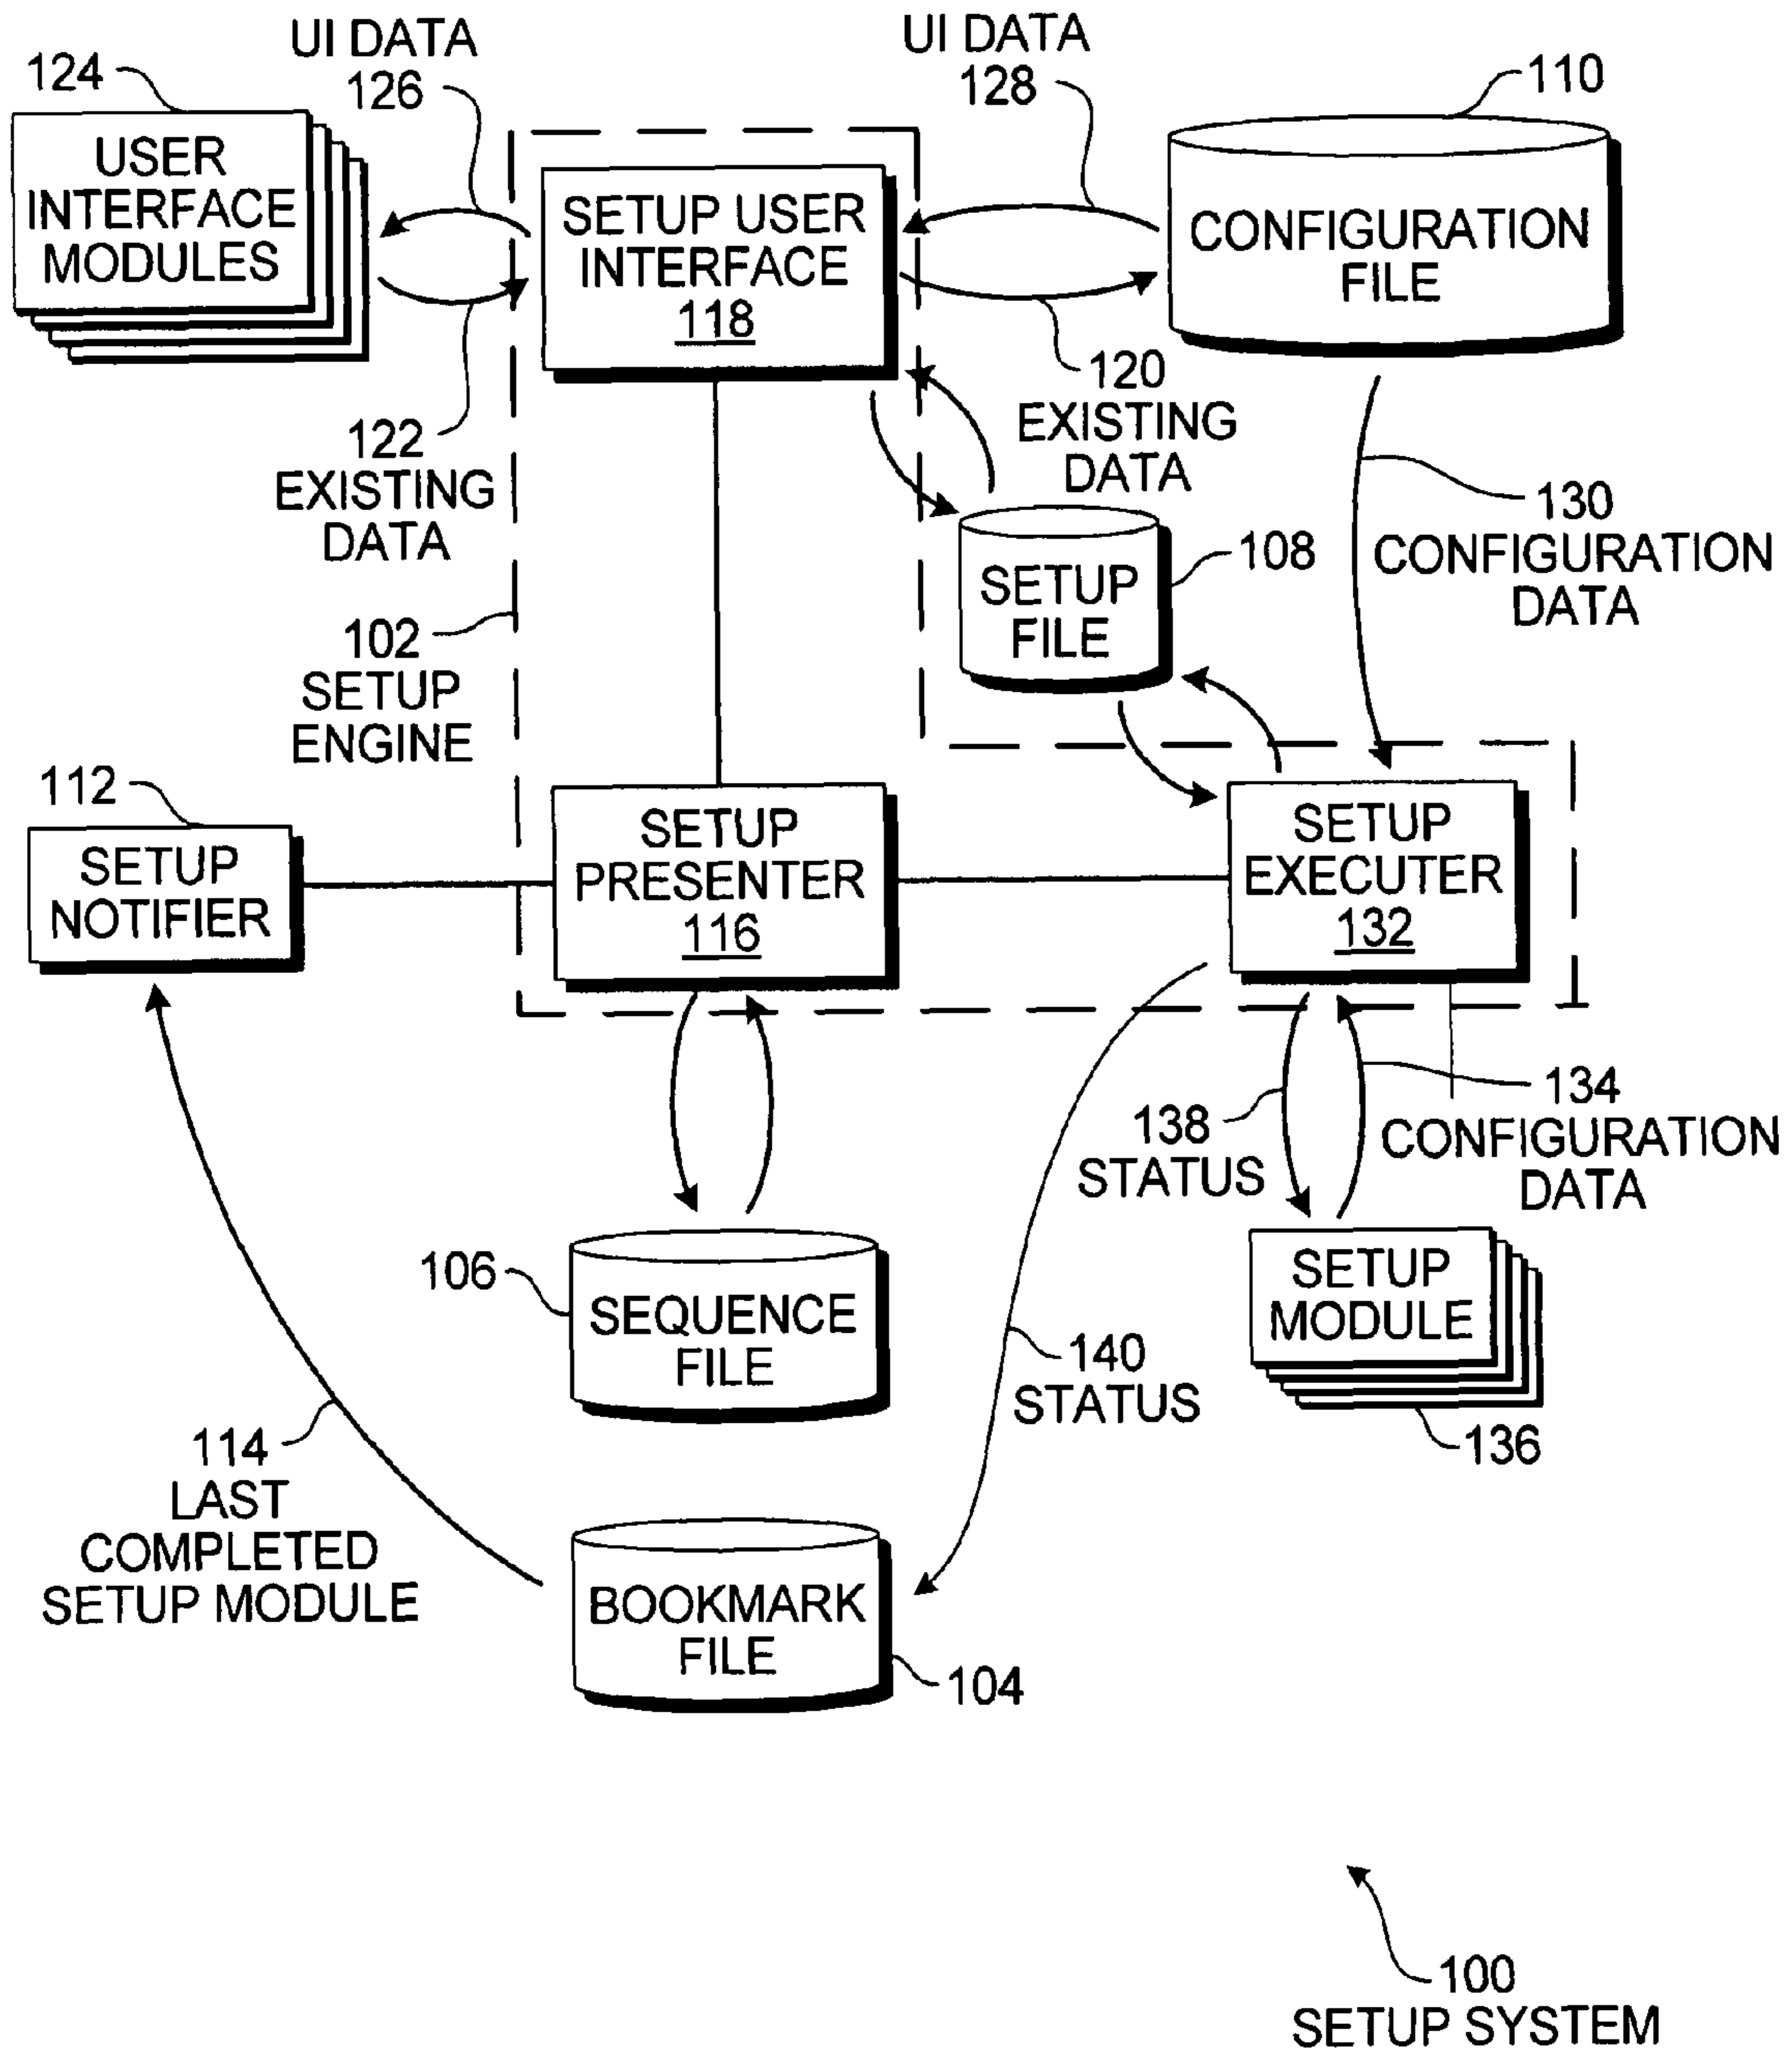 UI DATA
126
UI DATA
128
124
110
USER
INTERFACE
MODULES
SETUP USER
INTERFACE
118
CONFIGURATION
FILE
122
EXISTING
DATA
120
EXISTING
DATA
130
CONFIGURATION
DATA
SETUP
FILE
108
102
SETUP
ENGINE
112
SETUP
NOTIFIER
SETUP
PRESENTER
116
SETUP
EXECUTER
132
138
STATUS
134
CONFIGURATION
DATA
106
SEQUENCE
FILE
SETUP
MODULE
136
140
STATUS
114
LAST
COMPLETED
SETUP MODULE
BOOKMARK
FILE
104
100
SETUP SYSTEM